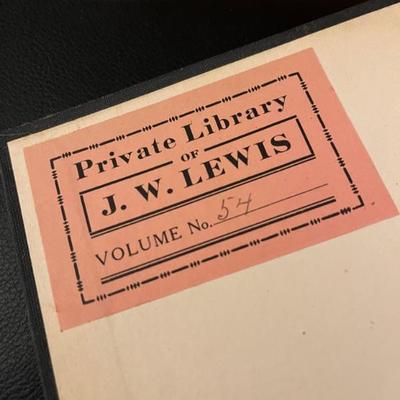 Private Library
OF
J. W. LEWIS
VOLUME No. 54